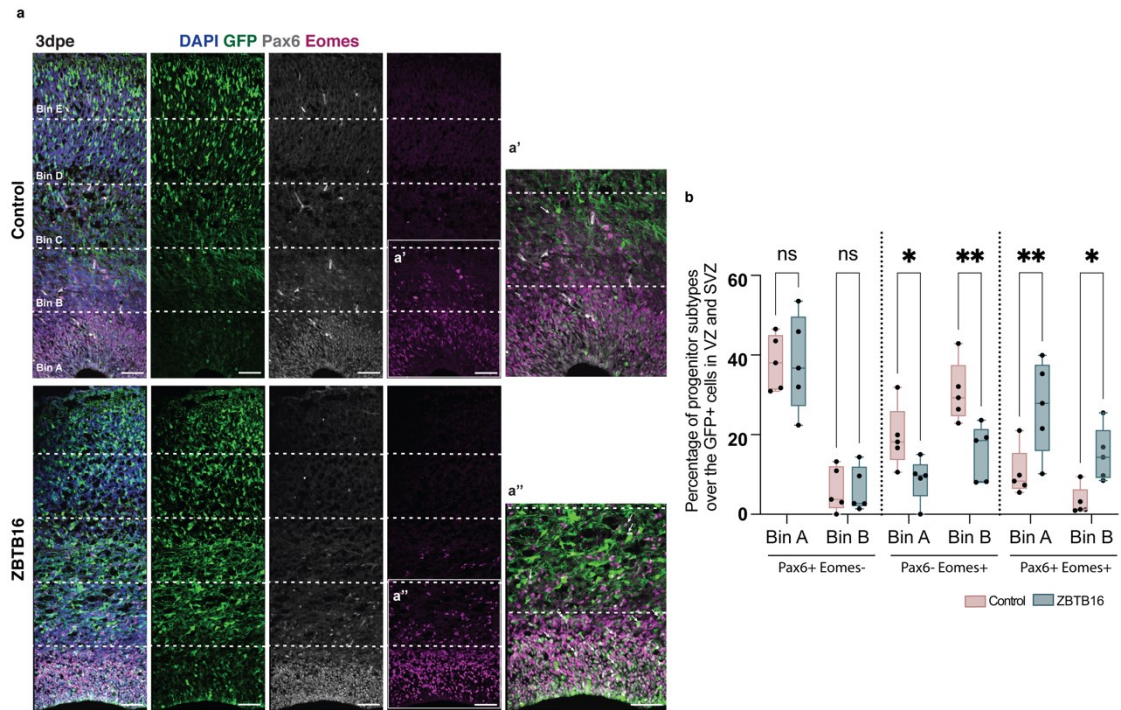 a
3dpe
DAPI GFP Pax6 Eomes
Control
Bin E
Bin D
Bin C
Bin B
Bin A
a'
a'
ZBTB16
a''
a''
b
Percentage of progenitor subtypes
over the GFP+ cells in VZ and SVZ
60
40
20
0
ns
ns
*
**
**
*
Bin A Bin B Bin A Bin B Bin A Bin B
Pax6+ Eomes- Pax6- Eomes+ Pax6+ Eomes+
Control ZBTB16